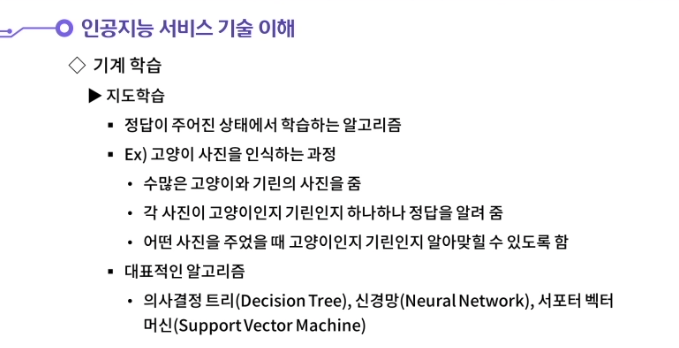 인공지능 서비스 기술 이해
◇ 기계 학습
▶ 지도학습
▪ 정답이 주어진 상태에서 학습하는 알고리즘
▪ Ex) 고양이 사진을 인식하는 과정
• 수많은 고양이와 기린의 사진을 줌
• 각 사진이 고양이인지 기린인지 하나하나 정답을 알려 줌
• 어떤 사진을 주었을 때 고양이인지 기린인지 알아맞힐 수 있도록 함
▪ 대표적인 알고리즘
• 의사결정 트리(Decision Tree), 신경망(Neural Network), 서포터 벡터
머신(Support Vector Machine)